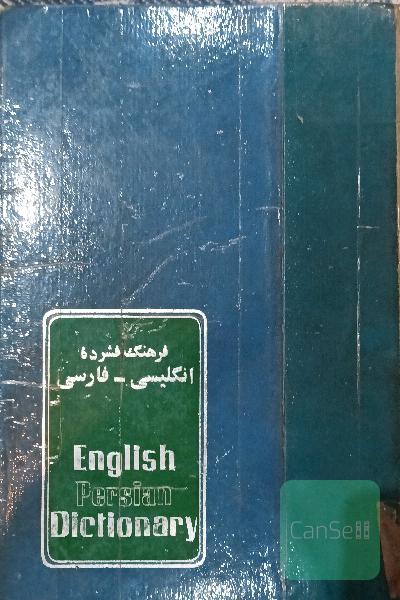 فرهنگ فشرده
انگلیسی - فارسی
English
Persian
Dictionary
CanSell